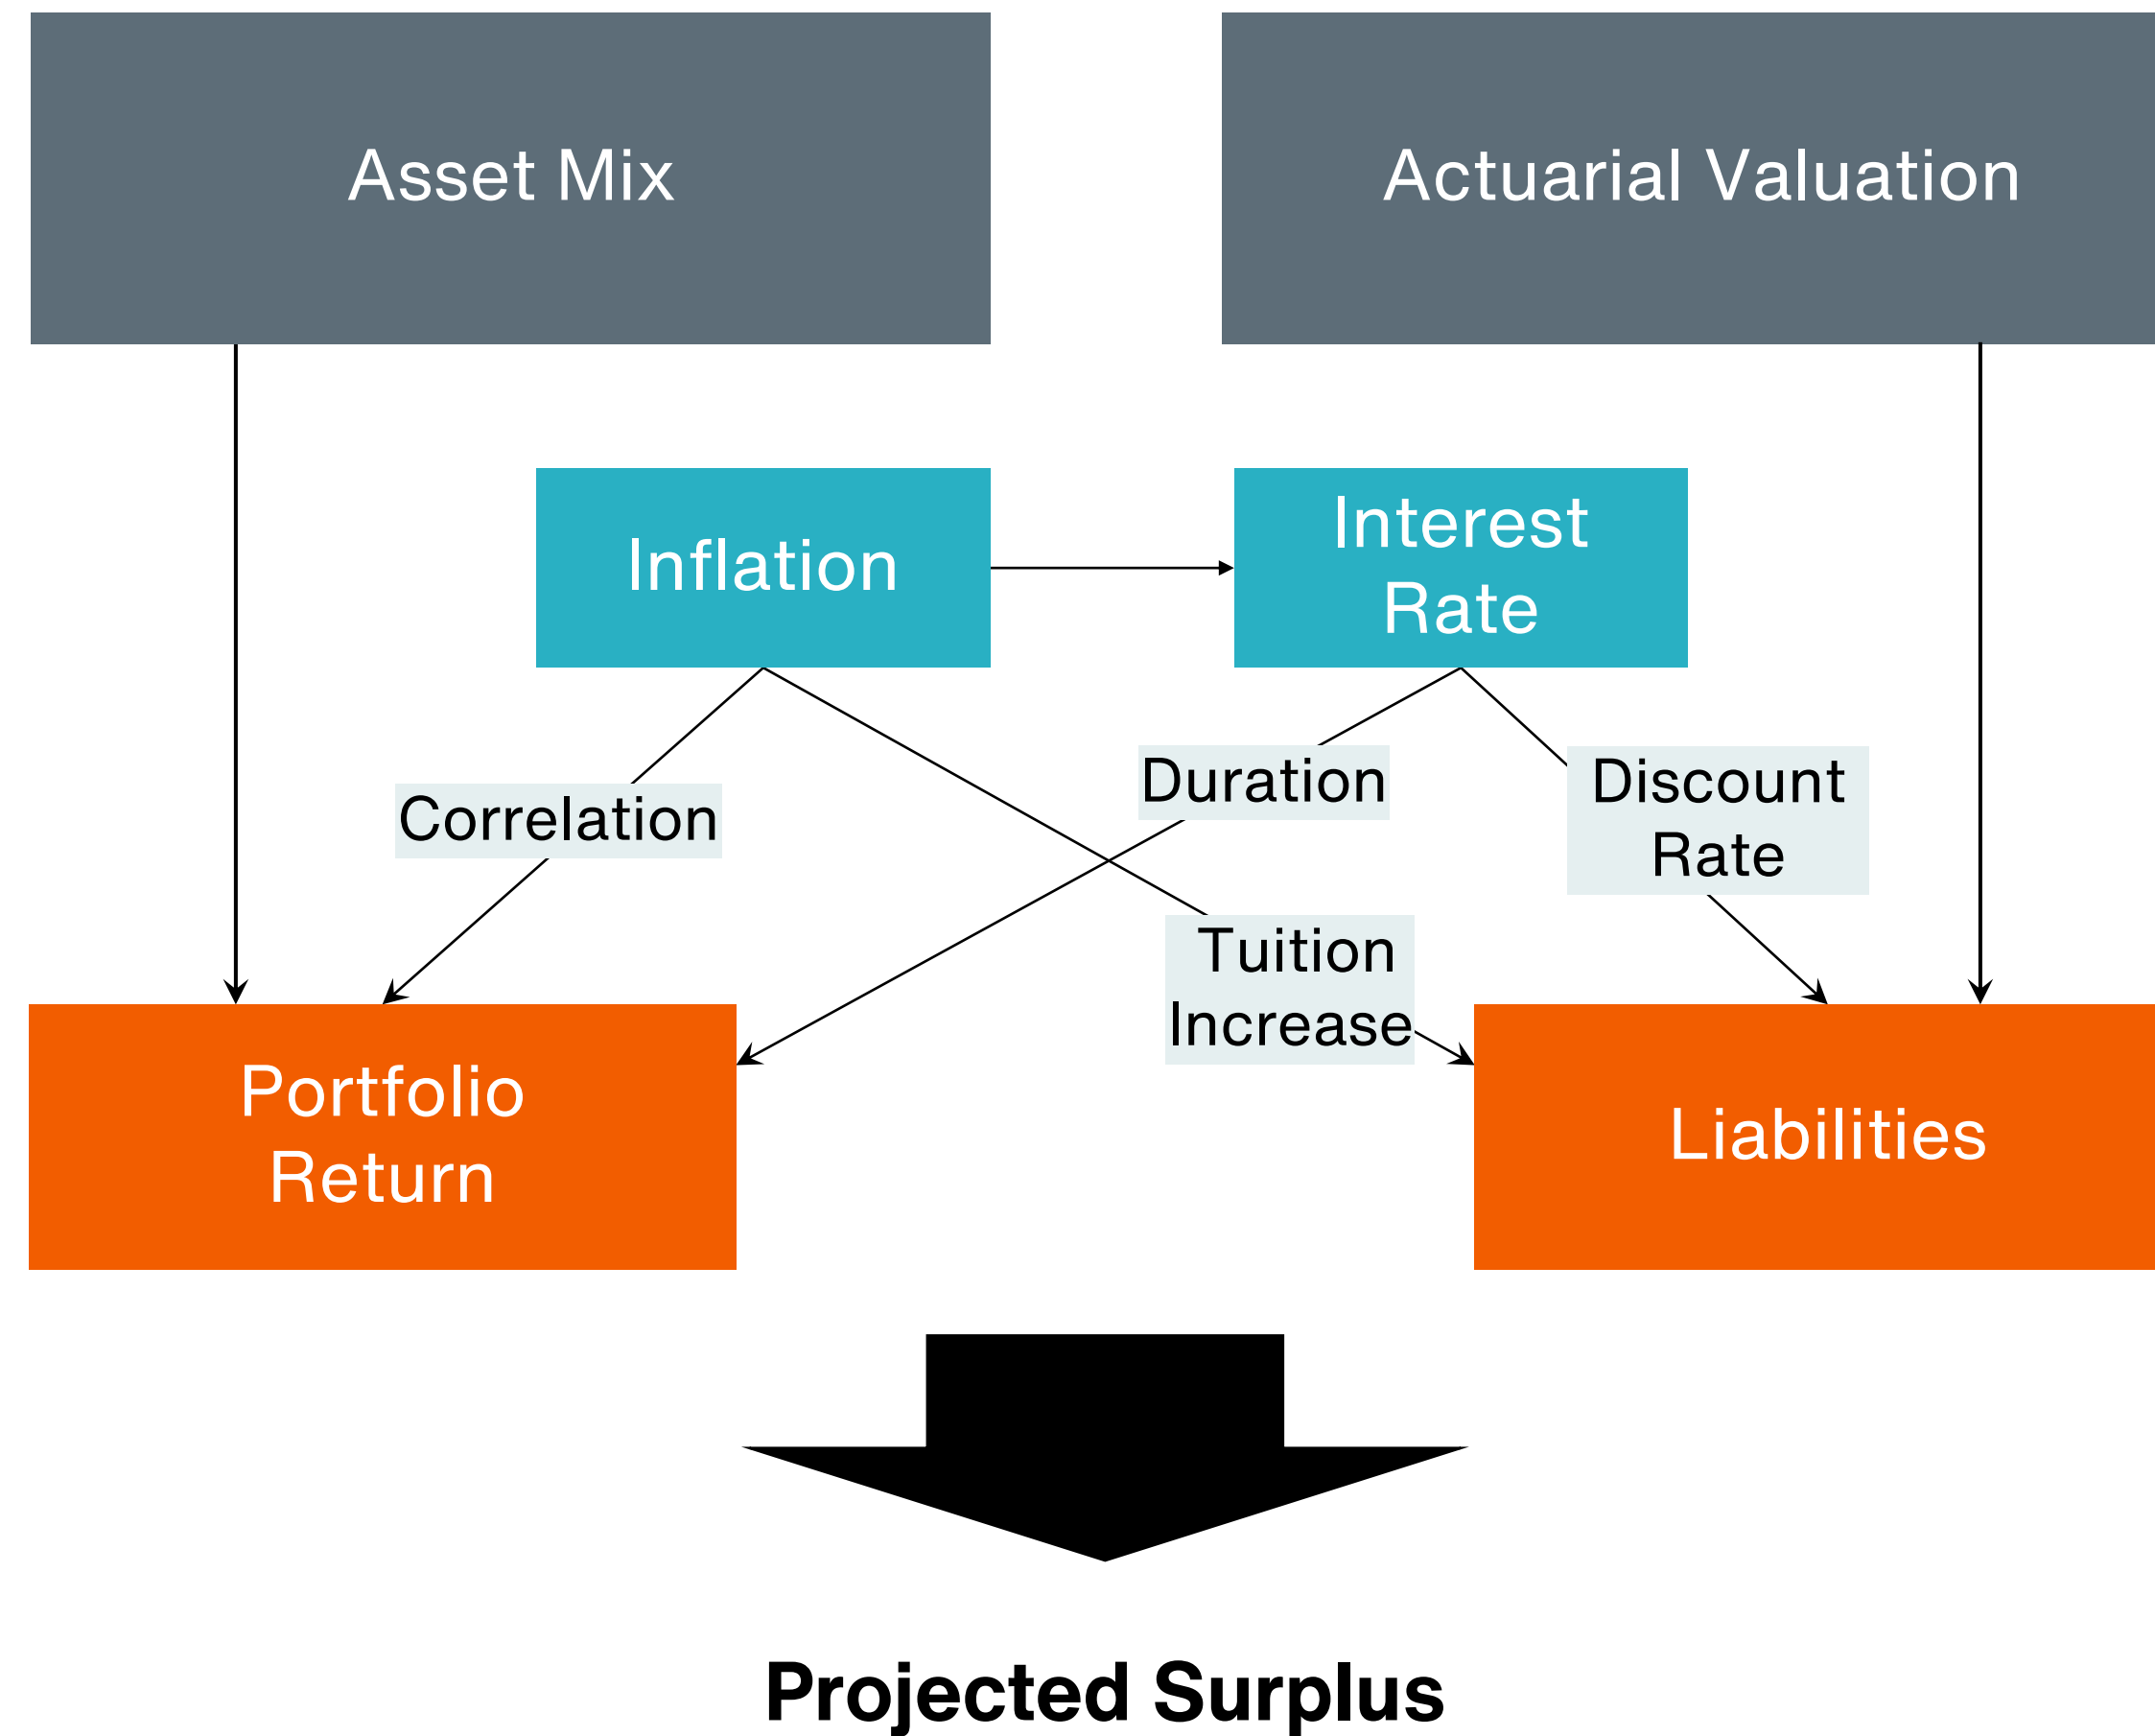 Asset Mix
Actuarial Valuation
Inflation
Interest
Rate
Correlation
Duration
Discount
Rate
Tuition
Increase
Portfolio
Return
Liabilities
Projected Surplus